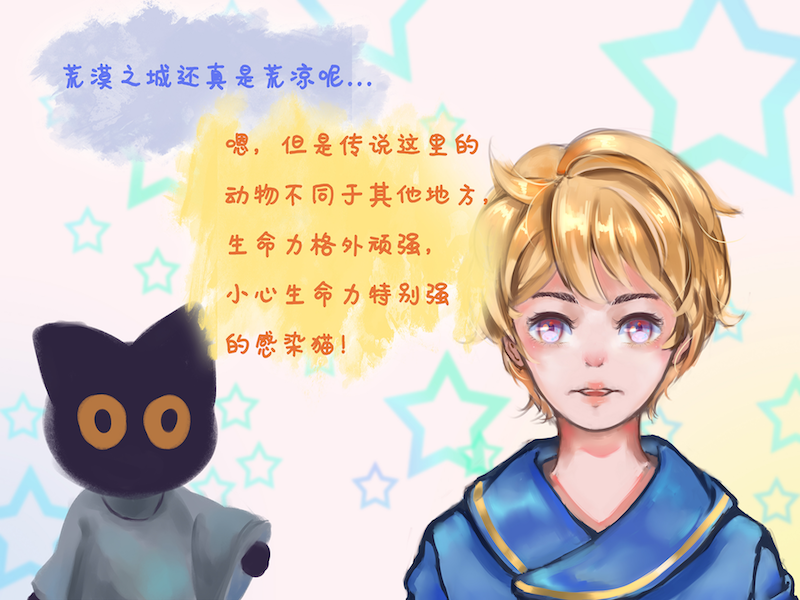 荒漠之城还真是荒凉呢...
嗯，但是传说这里的
动物不同于其他地方，
生命力格外顽强，
小心生命力特别强
的感染猫！